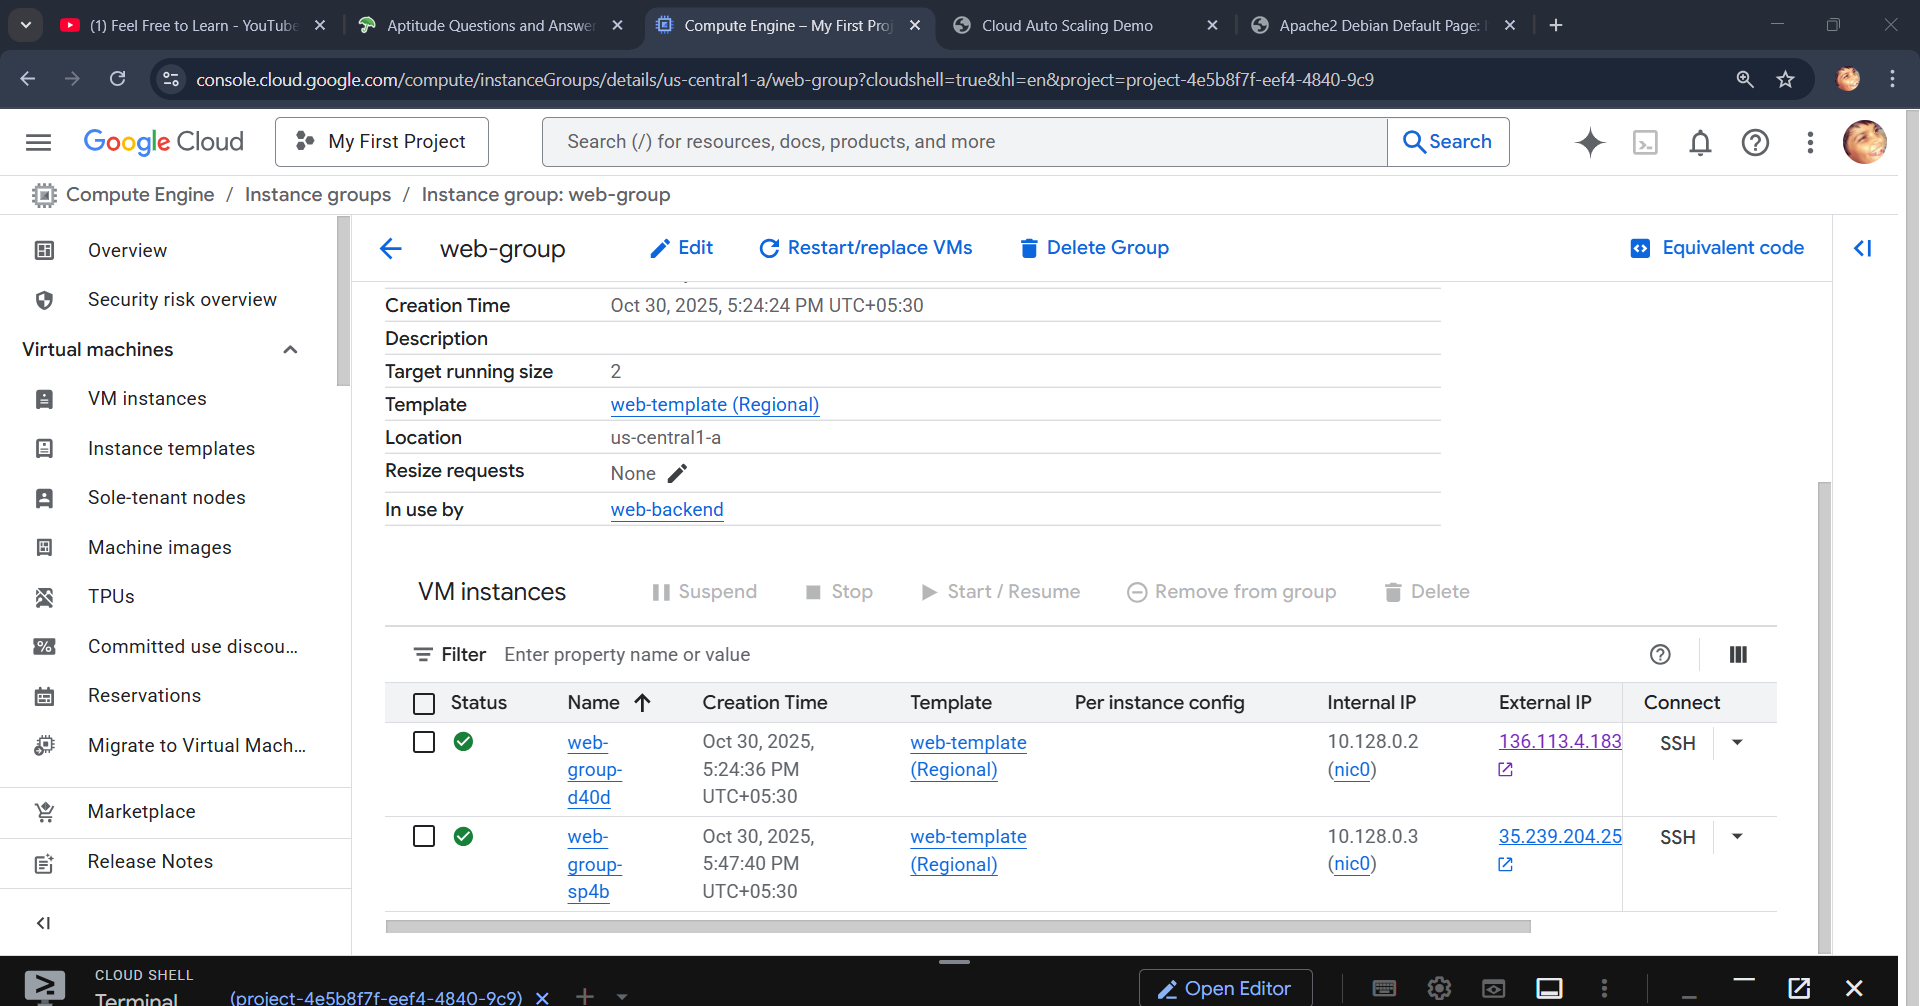 (1) Feel Free to Learn - YouTube
Aptitude Questions and Answer
Compute Engine – My First Proj
Cloud Auto Scaling Demo
Apache2 Debian Default Page:
console.cloud.google.com/compute/instanceGroups/details/us-central1-a/web-group?cloudshell=true&hl=en&project=project-4e5b8f7f-eef4-4840-9c9
Google Cloud
My First Project
Search (/) for resources, docs, products, and more
Search
Compute Engine / Instance groups / Instance group: web-group
Overview
Security risk overview
Virtual machines
VM instances
Instance templates
Sole-tenant nodes
Machine images
TPUs
Committed use discou...
Reservations
Migrate to Virtual Mach...
Marketplace
Release Notes
web-group
Edit
Restart/replace VMs
Delete Group
Equivalent code
Creation Time Oct 30, 2025, 5:24:24 PM UTC+05:30
Description
Target running size 2
Template web-template (Regional)
Location us-central1-a
Resize requests None
In use by web-backend
VM instances
Suspend
Stop
Start / Resume
Remove from group
Delete
Filter Enter property name or value
Status Name Creation Time Template Per instance config Internal IP External IP Connect
web- Oct 30, 2025, web-template 10.128.0.2 136.113.4.183 SSH
group- 5:24:36 PM (Regional) (nic0)
d40d UTC+05:30
web- Oct 30, 2025, web-template 10.128.0.3 35.239.204.25 SSH
group- 5:47:40 PM (Regional) (nic0)
sp4b UTC+05:30
CLOUD SHELL
Terminal
(project-4e5b8f7f-eef4-4840-9c9)
Open Editor